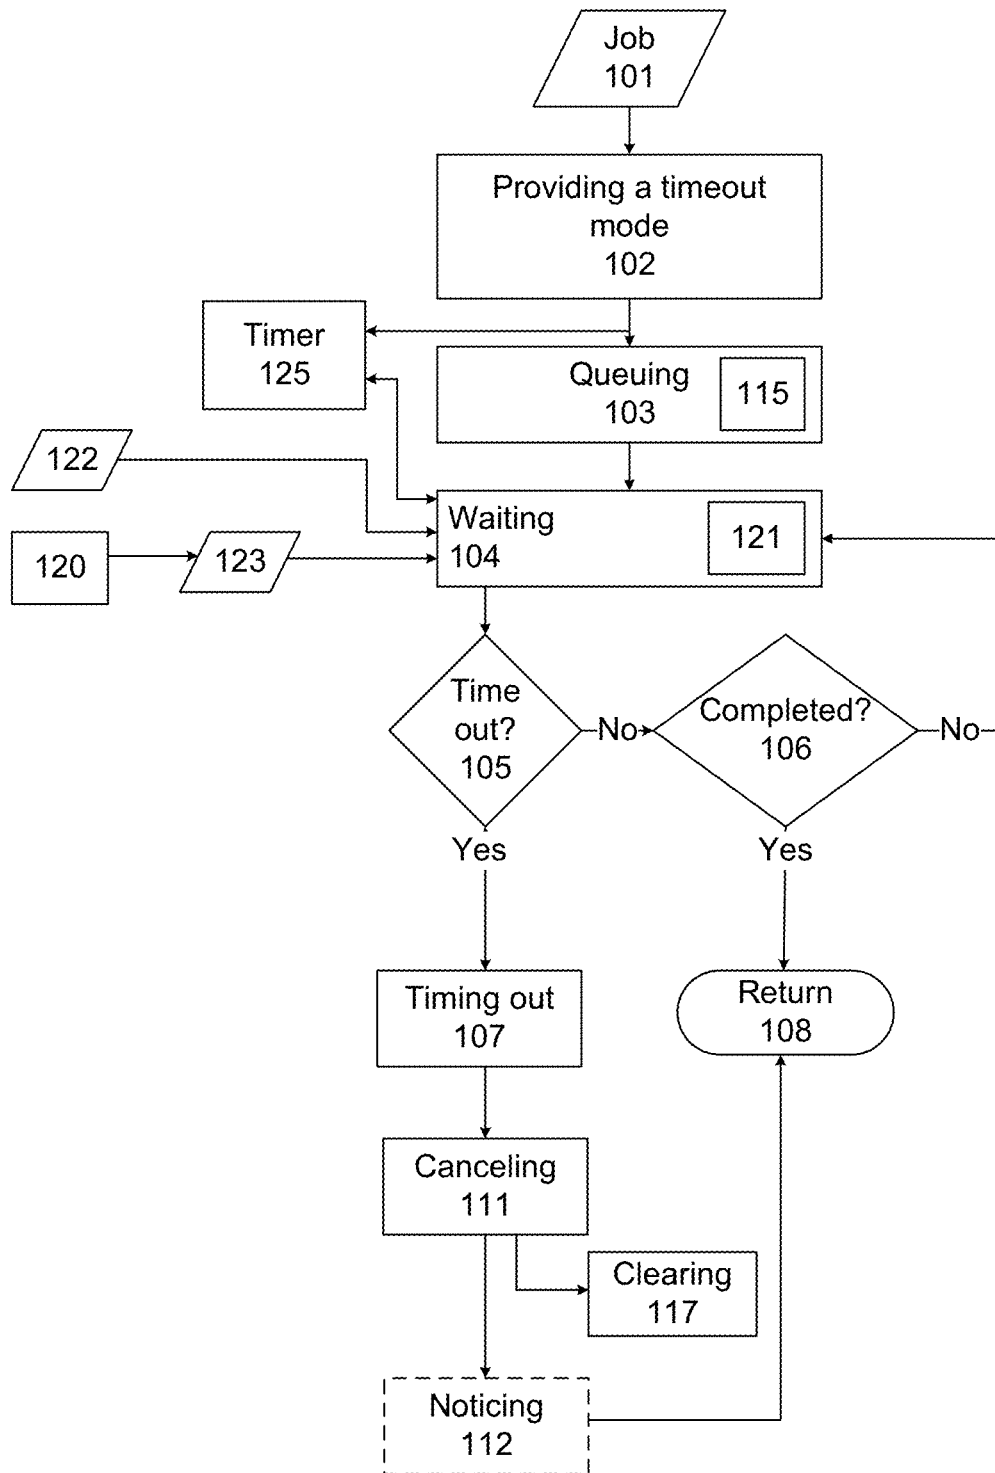 Job
101
Providing a timeout
mode
102
Timer
125
Queuing
103
115
122
Waiting
104
121
120
123
Time
out?
105
No
Completed?
106
No
Yes
Yes
Timing out
107
Return
108
Canceling
111
Clearing
117
Noticing
112